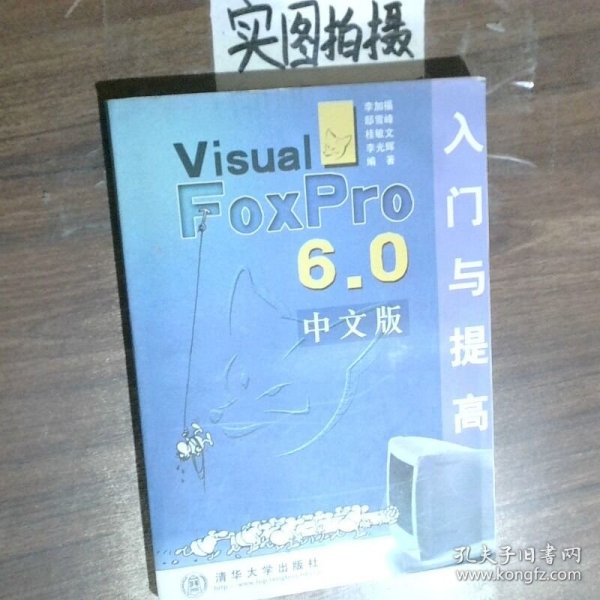 实图拍摄
李加福
郄雪峰
桂敏文
李光辉
编著
Visual
FoxPro
6.0
中文版
入门与提高
清华大学出版社
孔夫子旧书网
www.kongfz.com